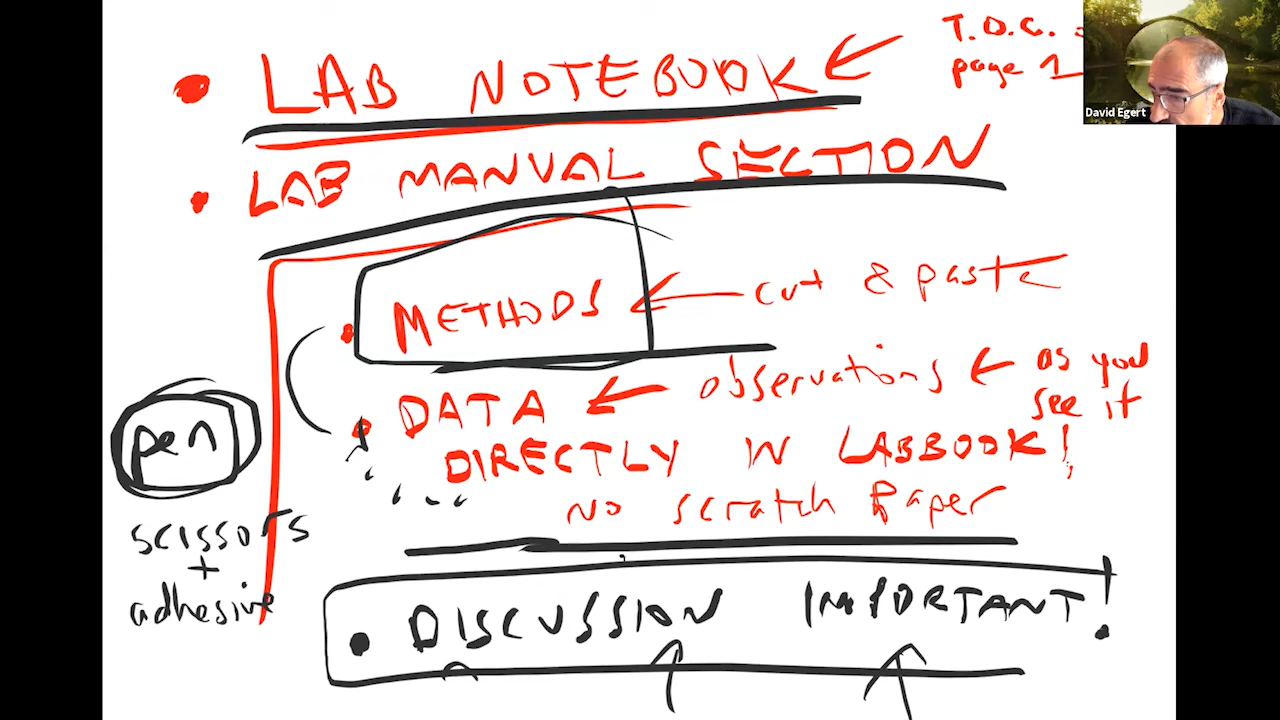 LAB NOTEBOOK
T.O.C.
page 1
David Egert
LAB MANUAL SECTION
METHODS
cut & paste
DATA
observations
as you
see it
DIRECTLY IN LABBOOK!
no scratch Paper
pen
scissors
+
adhesive
DISCUSSION IMPORTANT!